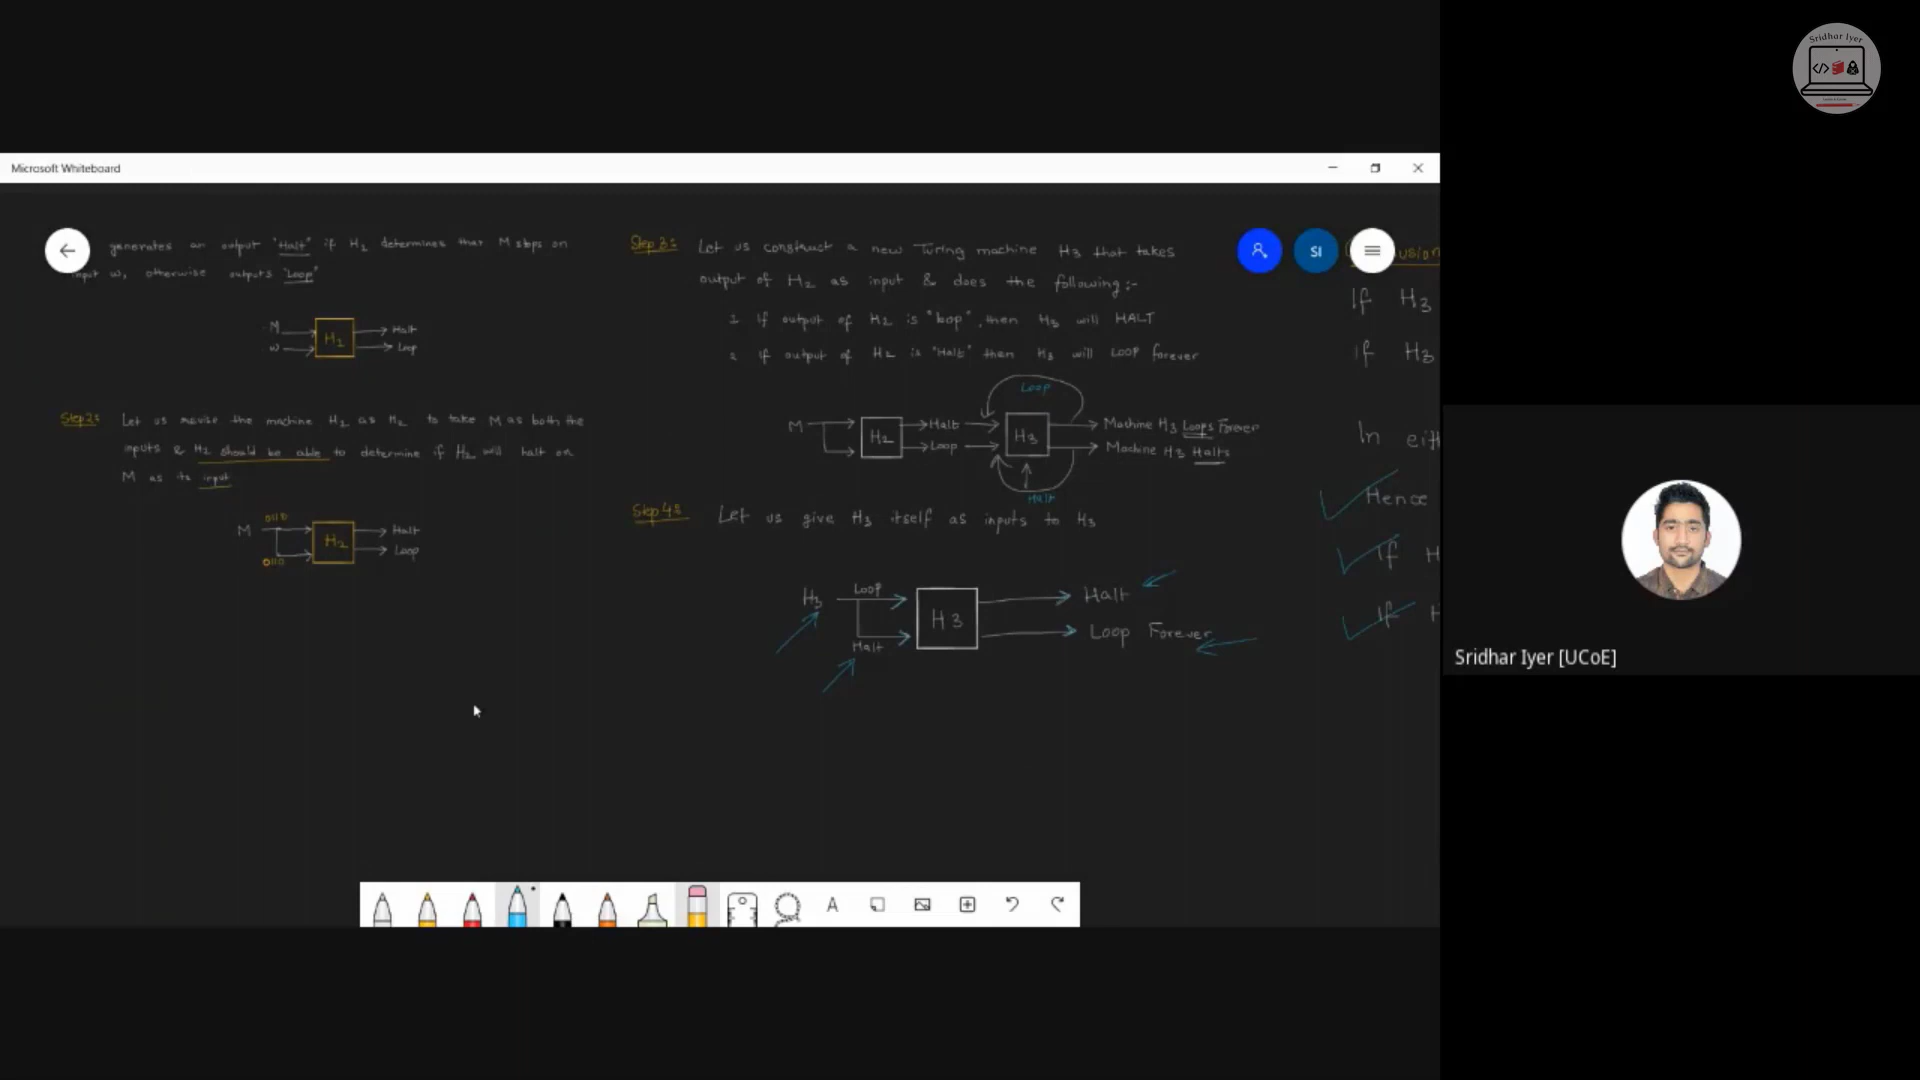 Sridhar Iyer
</>
Microsoft Whiteboard
generates an output "Halt" if H1 determines that M stops on
input w, otherwise outputs "Loop"
M
w
H1
Halt
Loop
Step 2: Let us revise the machine H1 as H2 to take M as both the
inputs & H2 should be able to determine if H2 will halt on
M as its input
0110
M
0110
H2
Halt
Loop
Step 3: Let us construct a new Turing machine H3 that takes
output of H2 as input & does the following:-
1 If output of H2 is "loop", then H3 will HALT
2 If output of H2 is "Halt" then H3 will LOOP forever
Loop
M
H2
Halt
Loop
H3
Machine H3 Loops Forever
Machine H3 Halts
Halt
Step 4: Let us give H3 itself as inputs to H3
H3
Loop
Halt
H3
Halt
Loop Forever
SI
usion
If H3
If H3
In eit
Hence
If H
If H
A
Sridhar Iyer [UCoE]